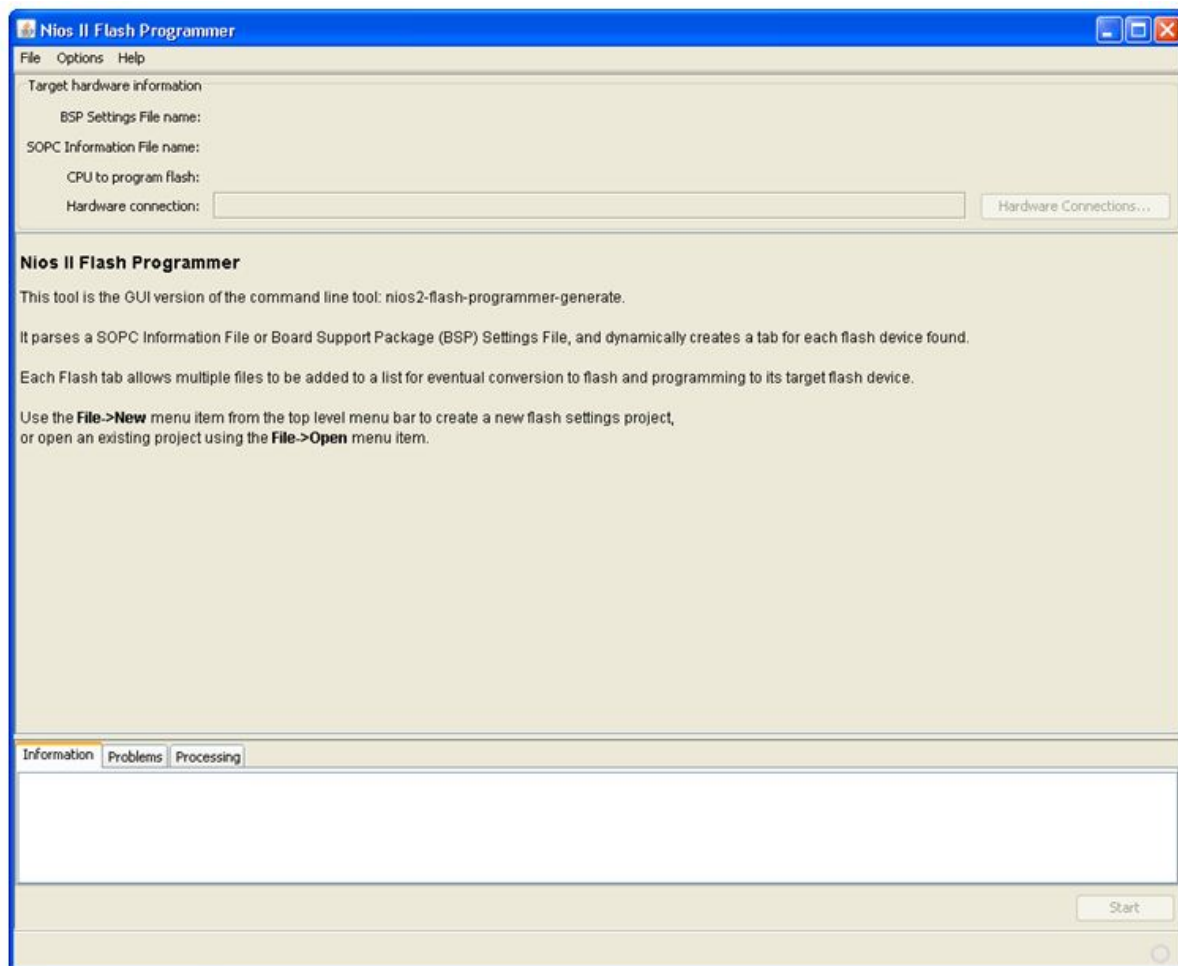 Nios II Flash Programmer
File Options Help
Target hardware information
BSP Settings File name:
SOPC Information File name:
CPU to program flash:
Hardware connection:
Hardware Connections...
Nios II Flash Programmer
This tool is the GUI version of the command line tool: nios2-flash-programmer-generate.
It parses a SOPC Information File or Board Support Package (BSP) Settings File, and dynamically creates a tab for each flash device found.
Each Flash tab allows multiple files to be added to a list for eventual conversion to flash and programming to its target flash device.
Use the File->New menu item from the top level menu bar to create a new flash settings project,
or open an existing project using the File->Open menu item.
Information Problems Processing
Start